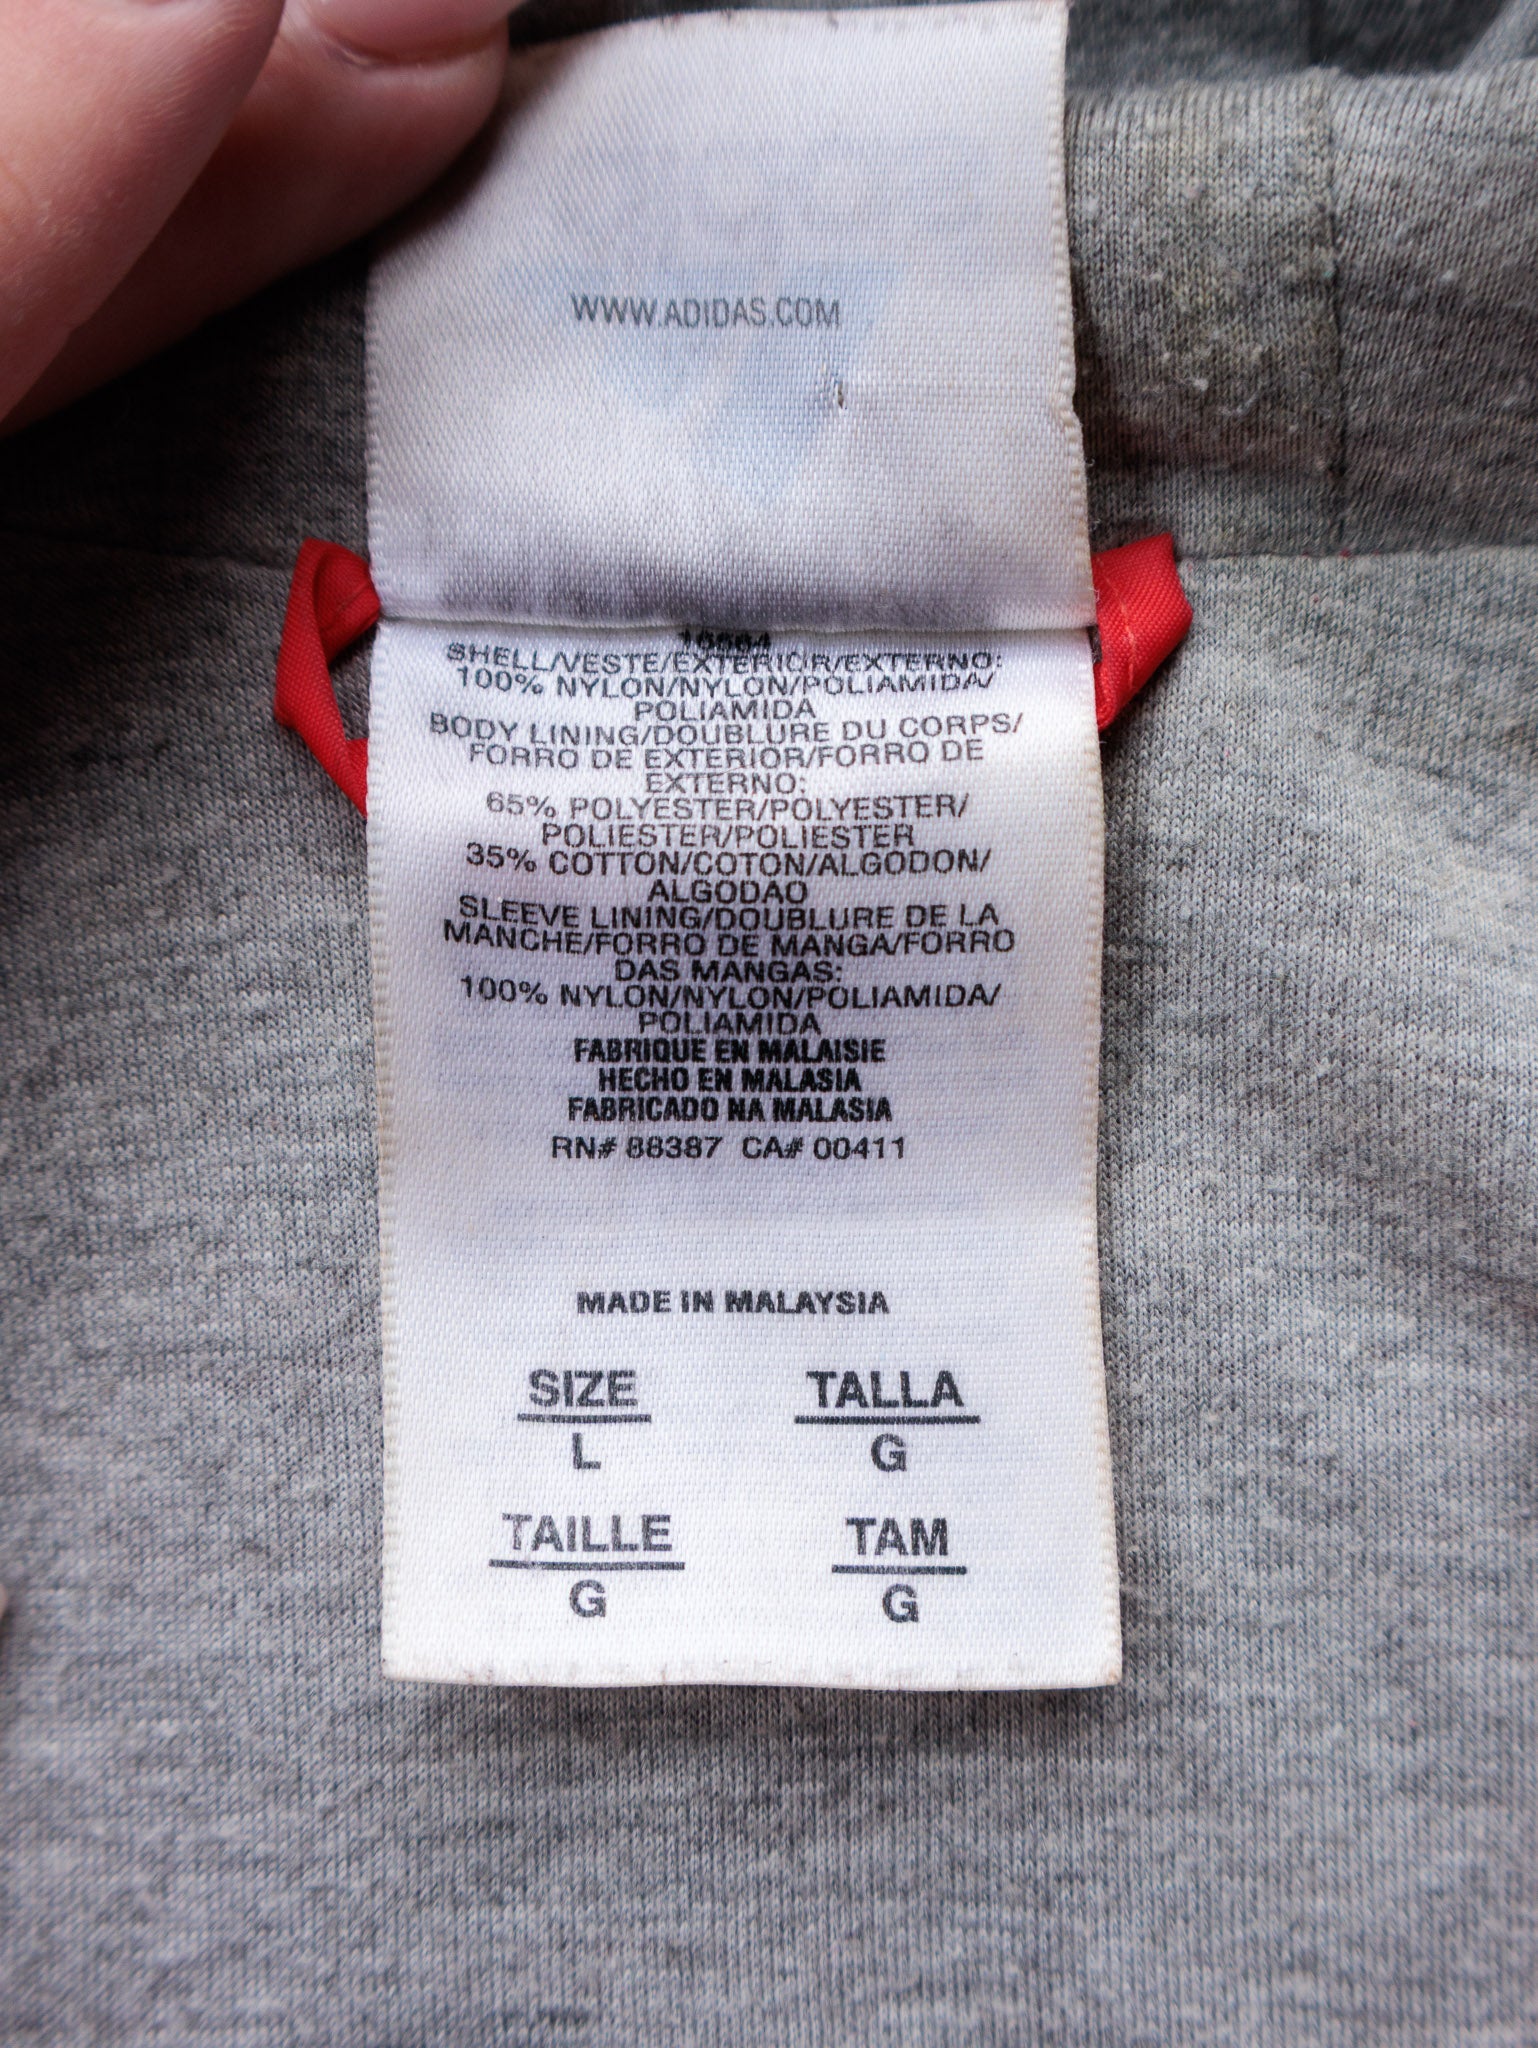 WWW.ADIDAS.COM
SHELL/VESTE/EXTERIOR/EXTERNO:
100% NYLON/NYLON/POLIAMIDA/
POLIAMIDA
BODY LINING/DOUBLURE DU CORPS/
FORRO DE EXTERIOR/FORRO DE
EXTERNO:
65% POLYESTER/POLYESTER/
POLIESTER/POLIESTER
35% COTTON/COTON/ALGODON/
ALGODAO
SLEEVE LINING/DOUBLURE DE LA
MANCHE/FORRO DE MANGA/FORRO
DAS MANGAS:
100% NYLON/NYLON/POLIAMIDA/
POLIAMIDA
FABRIQUE EN MALAISIE
HECHO EN MALASIA
FABRICADO NA MALASIA
RN# 88387 CA# 00411
MADE IN MALAYSIA
SIZE TALLA
L G
TAILLE TAM
G G